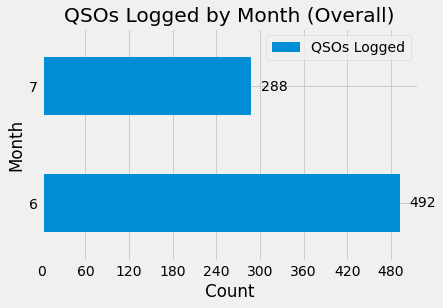 QSOs Logged by Month (Overall)
QSOs Logged
7
288
Month
6
492
0 60 120 180 240 300 360 420 480
Count